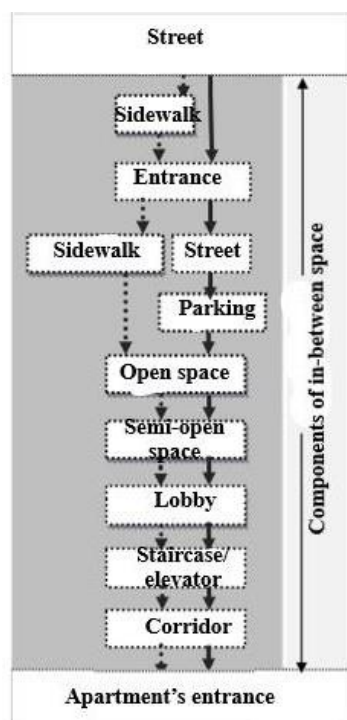 Street
Sidewalk
Entrance
Sidewalk
Street
Parking
Open space
Semi-open
space
Lobby
Staircase/
elevator
Corridor
Apartment’s entrance
Components of in-between space